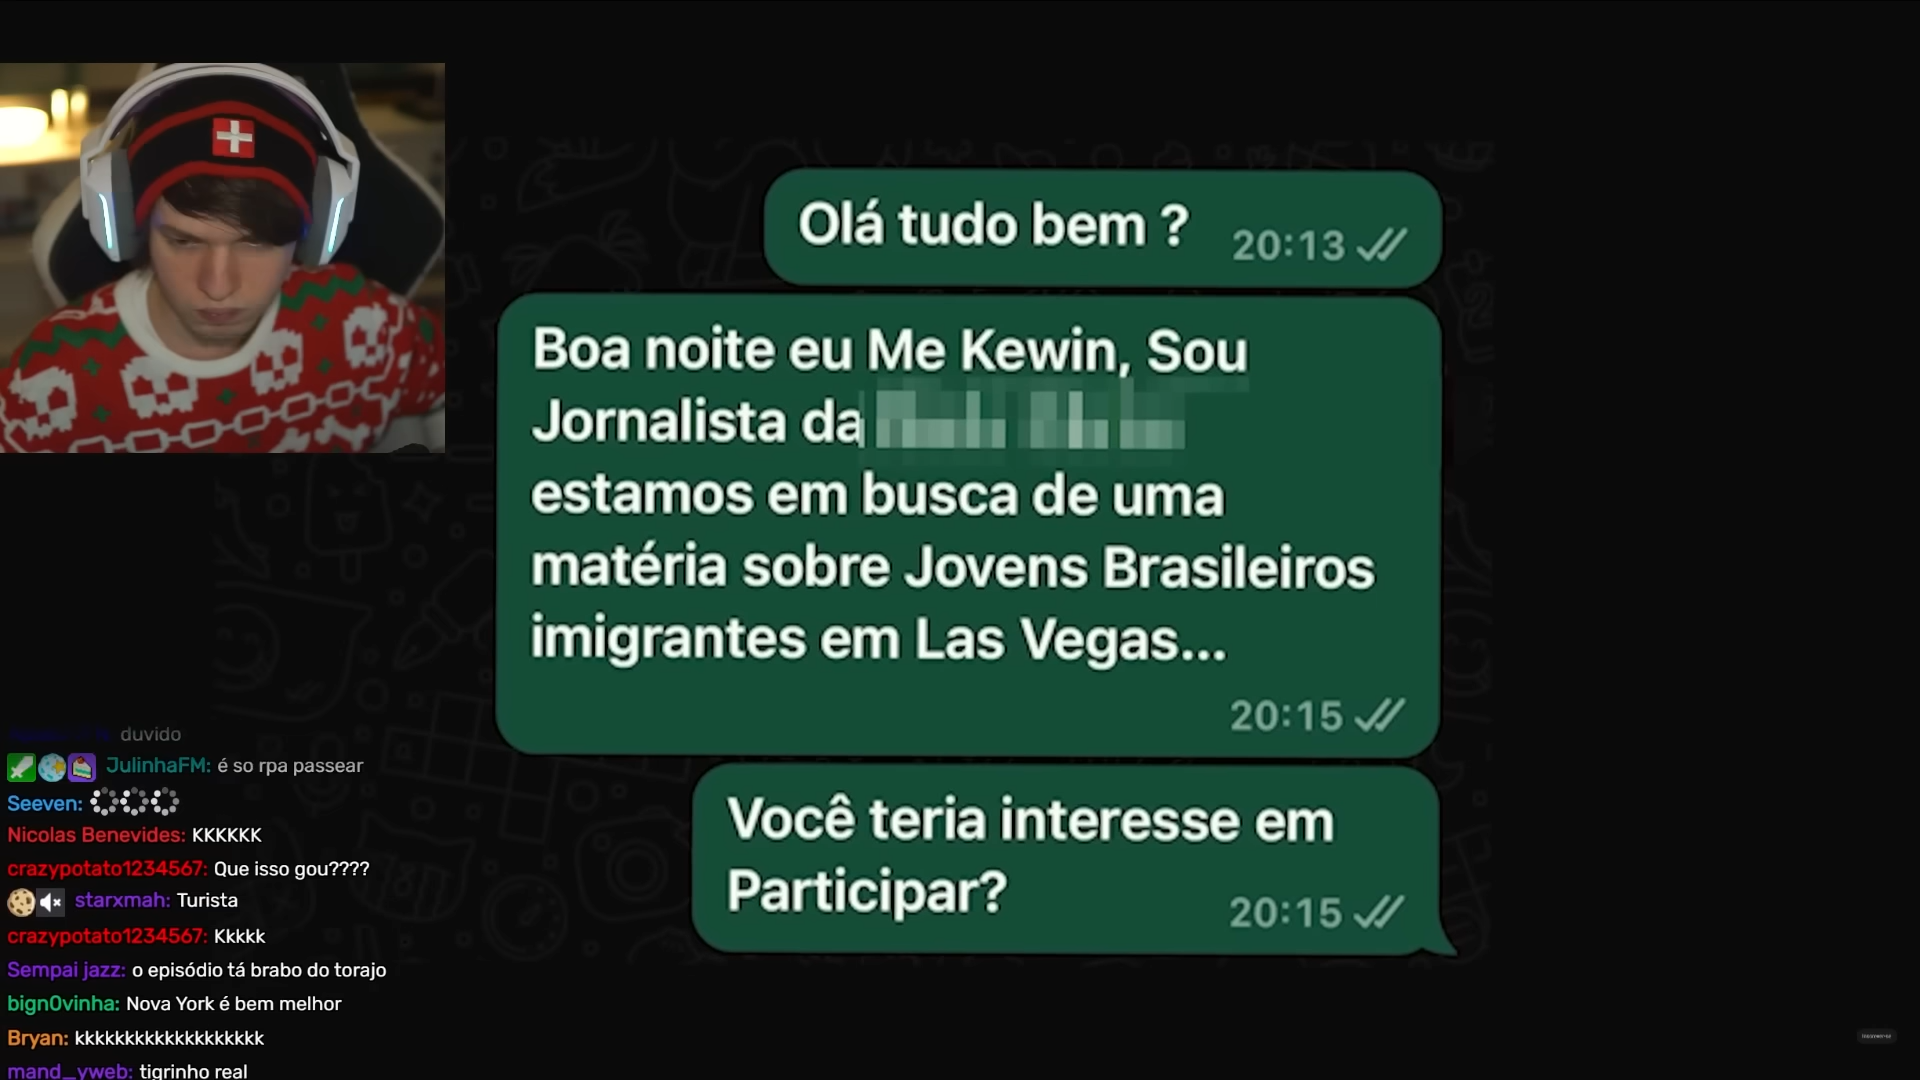 Olá tudo bem ?
20:13
Boa noite eu Me Kewin, Sou
Jornalista da
estamos em busca de uma
matéria sobre Jovens Brasileiros
imigrantes em Las Vegas...
20:15
Você teria interesse em
Participar?
20:15
duvido
JulinhaFM: é so rpa passear
Seeven:
Nicolas Benevides: KKKKKK
crazypotato1234567: Que isso gou????
starxmah: Turista
crazypotato1234567: Kkkkk
Sempai jazz: o episódio tá brabo do torajo
bign0vinha: Nova York é bem melhor
Bryan: kkkkkkkkkkkkkkkkkkk
mand_yweb: tigrinho real